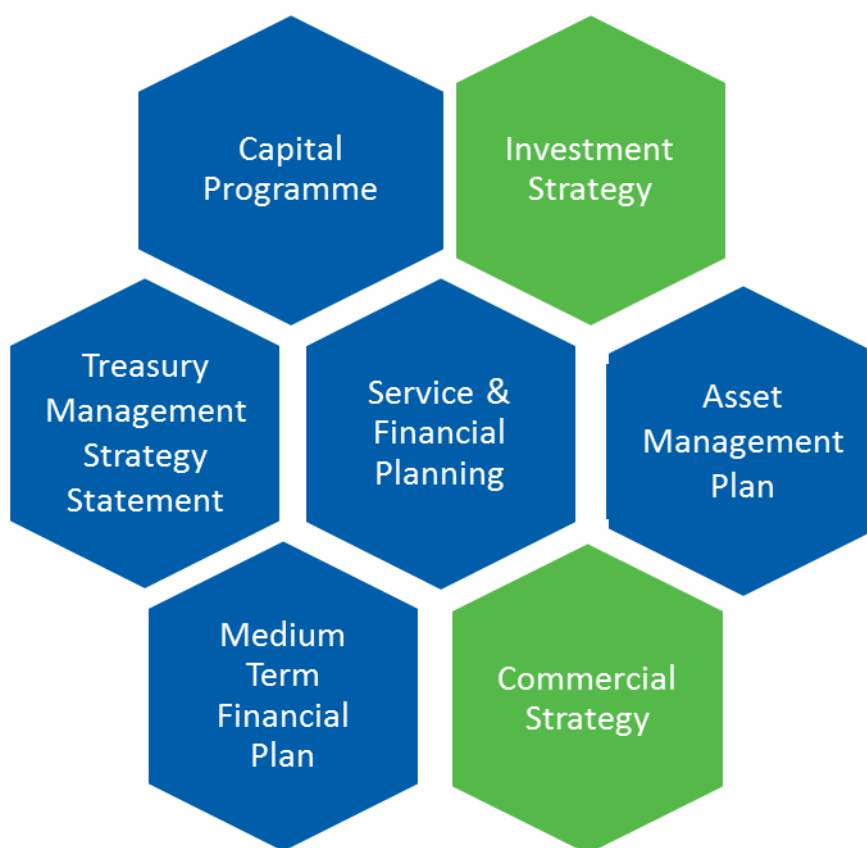 Capital
Programme
Investment
Strategy
Treasury
Management
Strategy
Statement
Service &
Financial
Planning
Asset
Management
Plan
Medium
Term
Financial
Plan
Commercial
Strategy